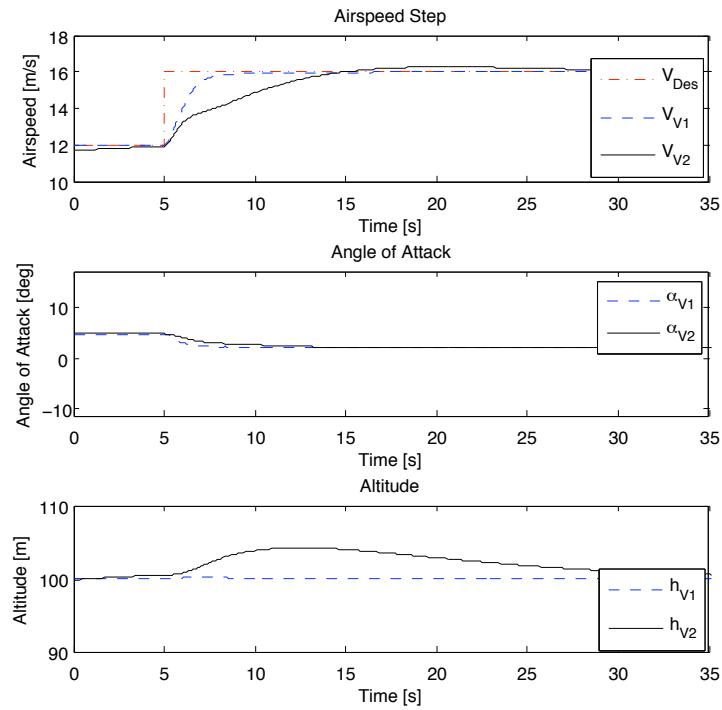 Airspeed Step
Airspeed [m/s]
18
16
14
12
10
0 5 10 15 20 25 30 35
Time [s]
V_Des
V_V1
V_V2
Angle of Attack
Angle of Attack [deg]
10
0
−10
0 5 10 15 20 25 30 35
Time [s]
α_V1
α_V2
Altitude
Altitude [m]
110
100
90
0 5 10 15 20 25 30 35
Time [s]
h_V1
h_V2